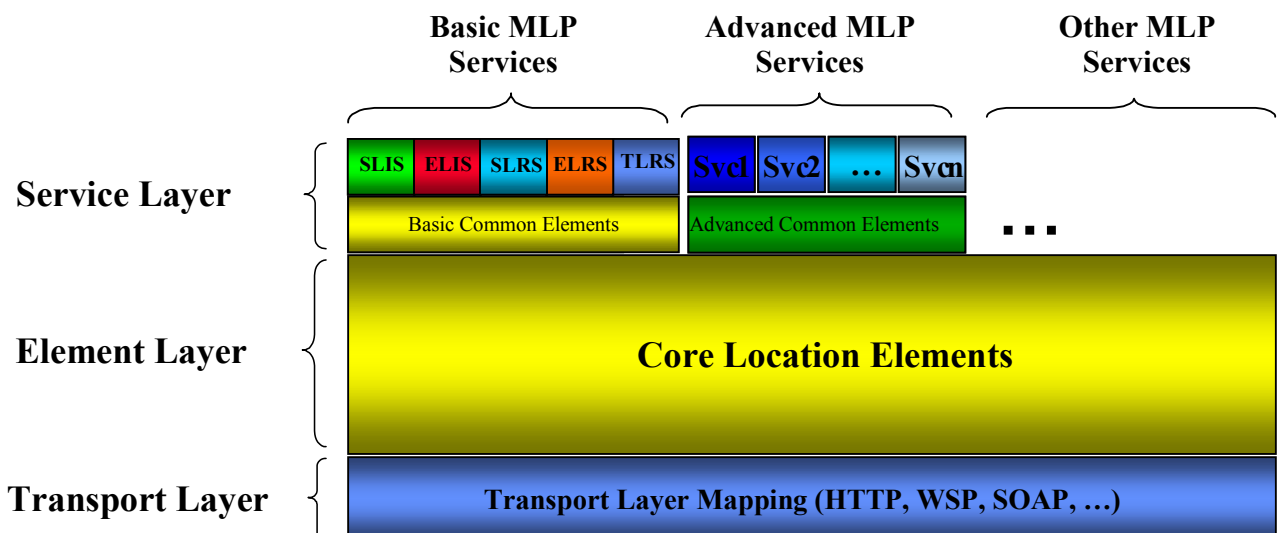 Basic MLP
Services
Advanced MLP
Services
Other MLP
Services
Service Layer
SLIS
ELIS
SLRS
ELRS
TLRS
Svc1
Svc2
…
Svcn
Basic Common Elements
Advanced Common Elements
…
Element Layer
Core Location Elements
Transport Layer
Transport Layer Mapping (HTTP, WSP, SOAP, …)